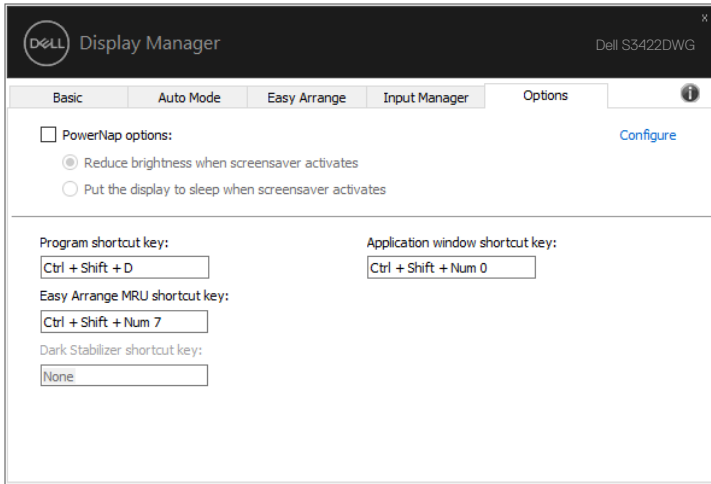 x
DELL Display Manager
Dell S3422DWG
Basic Auto Mode Easy Arrange Input Manager Options i
PowerNap options: Configure
Reduce brightness when screensaver activates
Put the display to sleep when screensaver activates
Program shortcut key: Application window shortcut key:
Ctrl + Shift + D Ctrl + Shift + Num 0
Easy Arrange MRU shortcut key:
Ctrl + Shift + Num 7
Dark Stabilizer shortcut key:
None